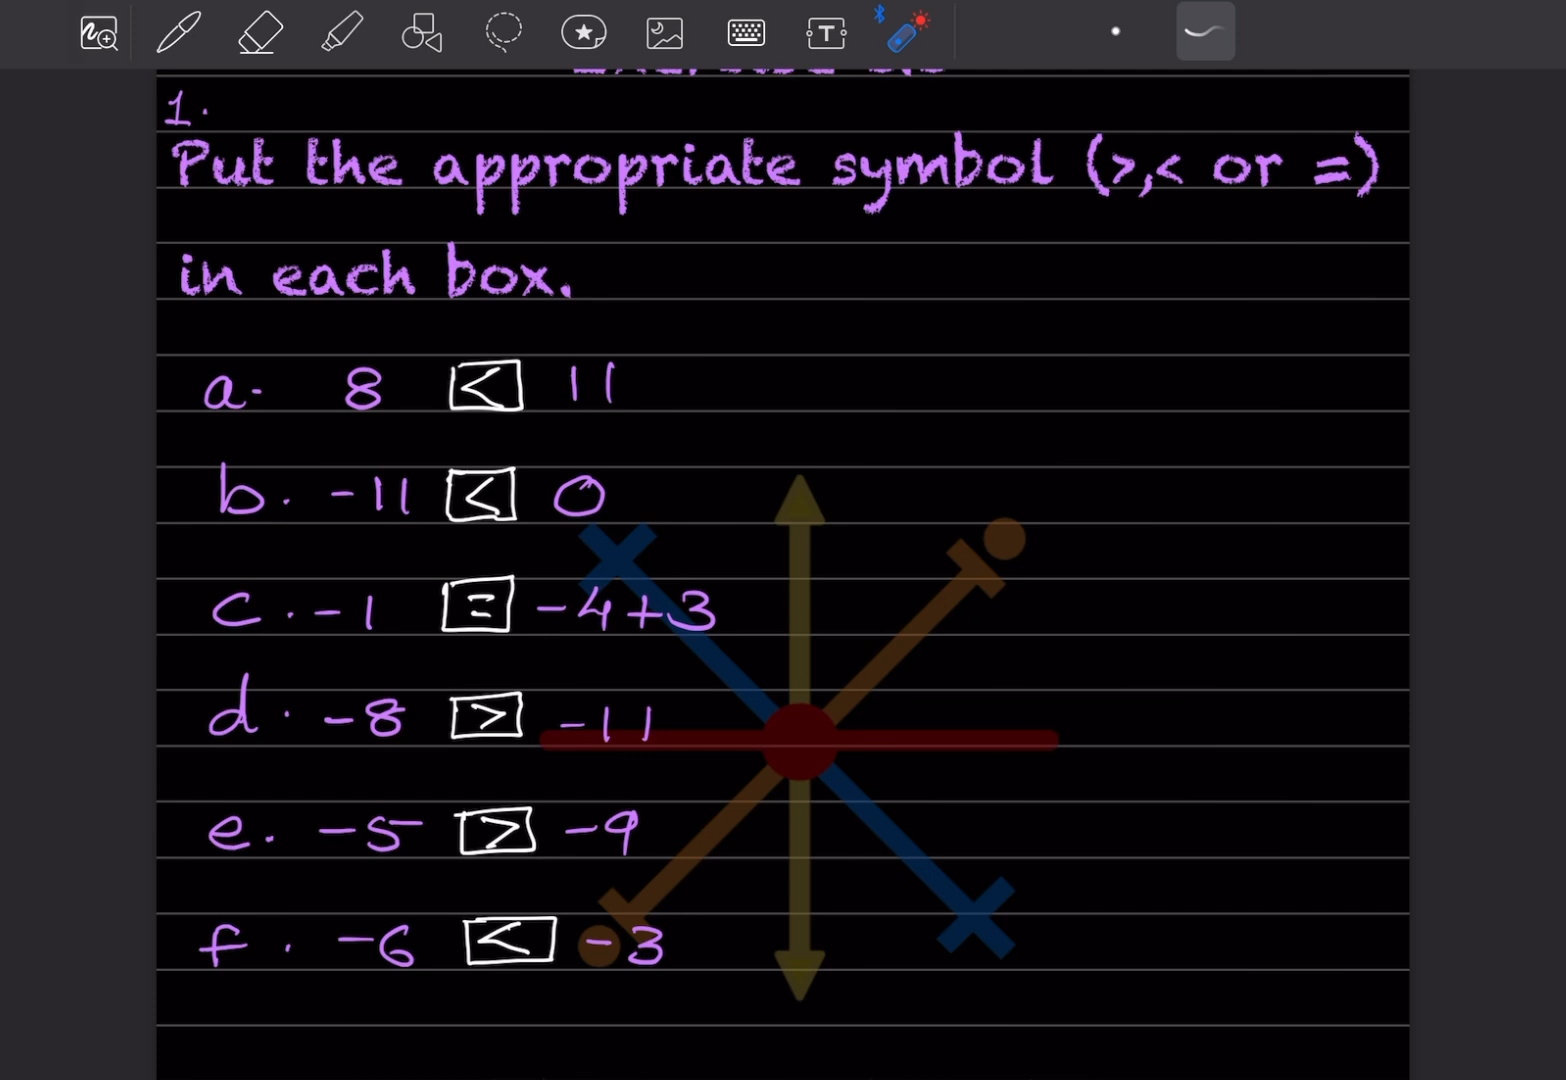 1.
Put the appropriate symbol (>,< or =)
in each box.
a. 8 < 11
b. -11 < 0
c. -1 = -4+3
d. -8 > -11
e. -5 > -9
f. -6 < -3